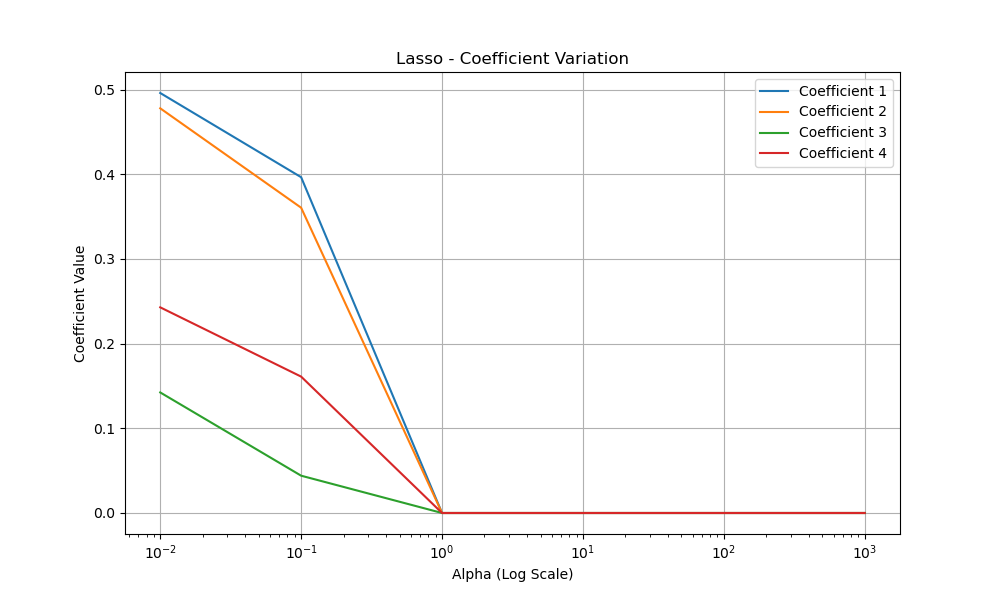 Lasso - Coefficient Variation
Coefficient 1
Coefficient 2
Coefficient 3
Coefficient 4
Coefficient Value
0.5
0.4
0.3
0.2
0.1
0.0
10⁻² 10⁻¹ 10⁰ 10¹ 10² 10³
Alpha (Log Scale)